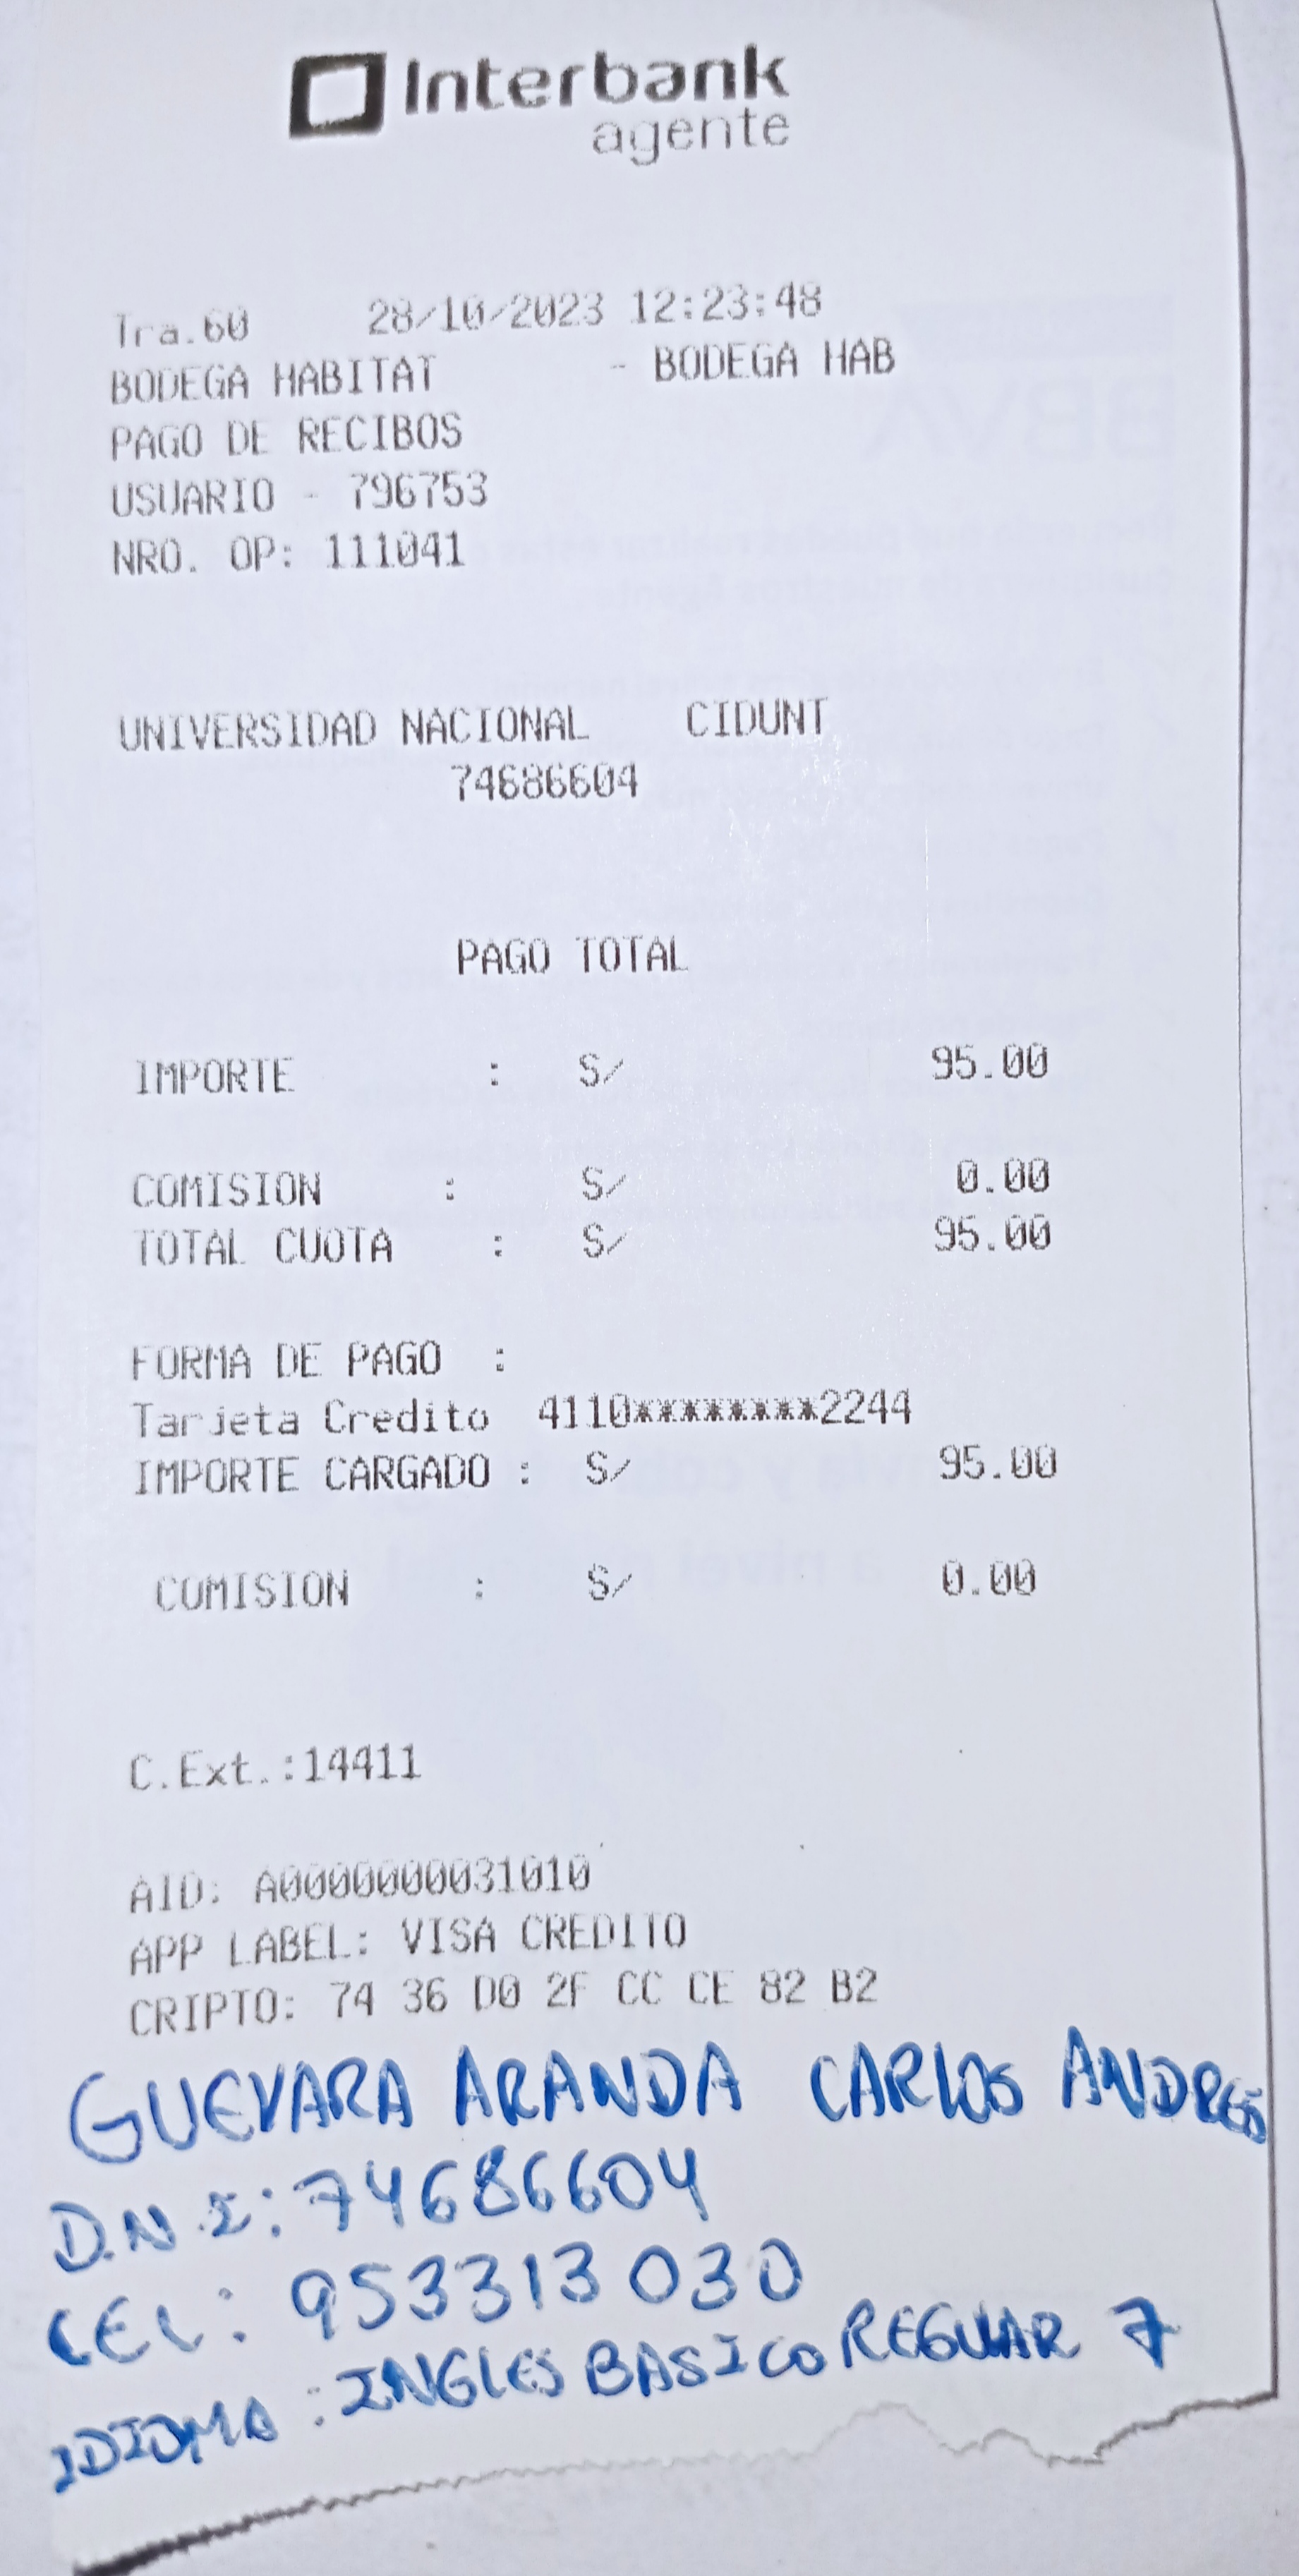 Interbank
agente
Tra.60 28/10/2023 12:23:48
BODEGA HABITAT - BODEGA HAB
PAGO DE RECIBOS
USUARIO - 796753
NRO. OP: 111041
UNIVERSIDAD NACIONAL CIDUNT
74686604
PAGO TOTAL
IMPORTE : S/ 95.00
COMISION : S/ 0.00
TOTAL CUOTA : S/ 95.00
FORMA DE PAGO :
Tarjeta Credito 4110********2244
IMPORTE CARGADO : S/ 95.00
COMISION : S/ 0.00
C.Ext.:14411
AID: A0000000031010
APP LABEL: VISA CREDITO
CRIPTO: 74 36 D0 2F CC CE 82 B2
GUEVARA ARANDA CARLOS ANDRES
D.N.I: 74686604
CEL: 953313030
IDIOMA: INGLES BASICO REGULAR 7